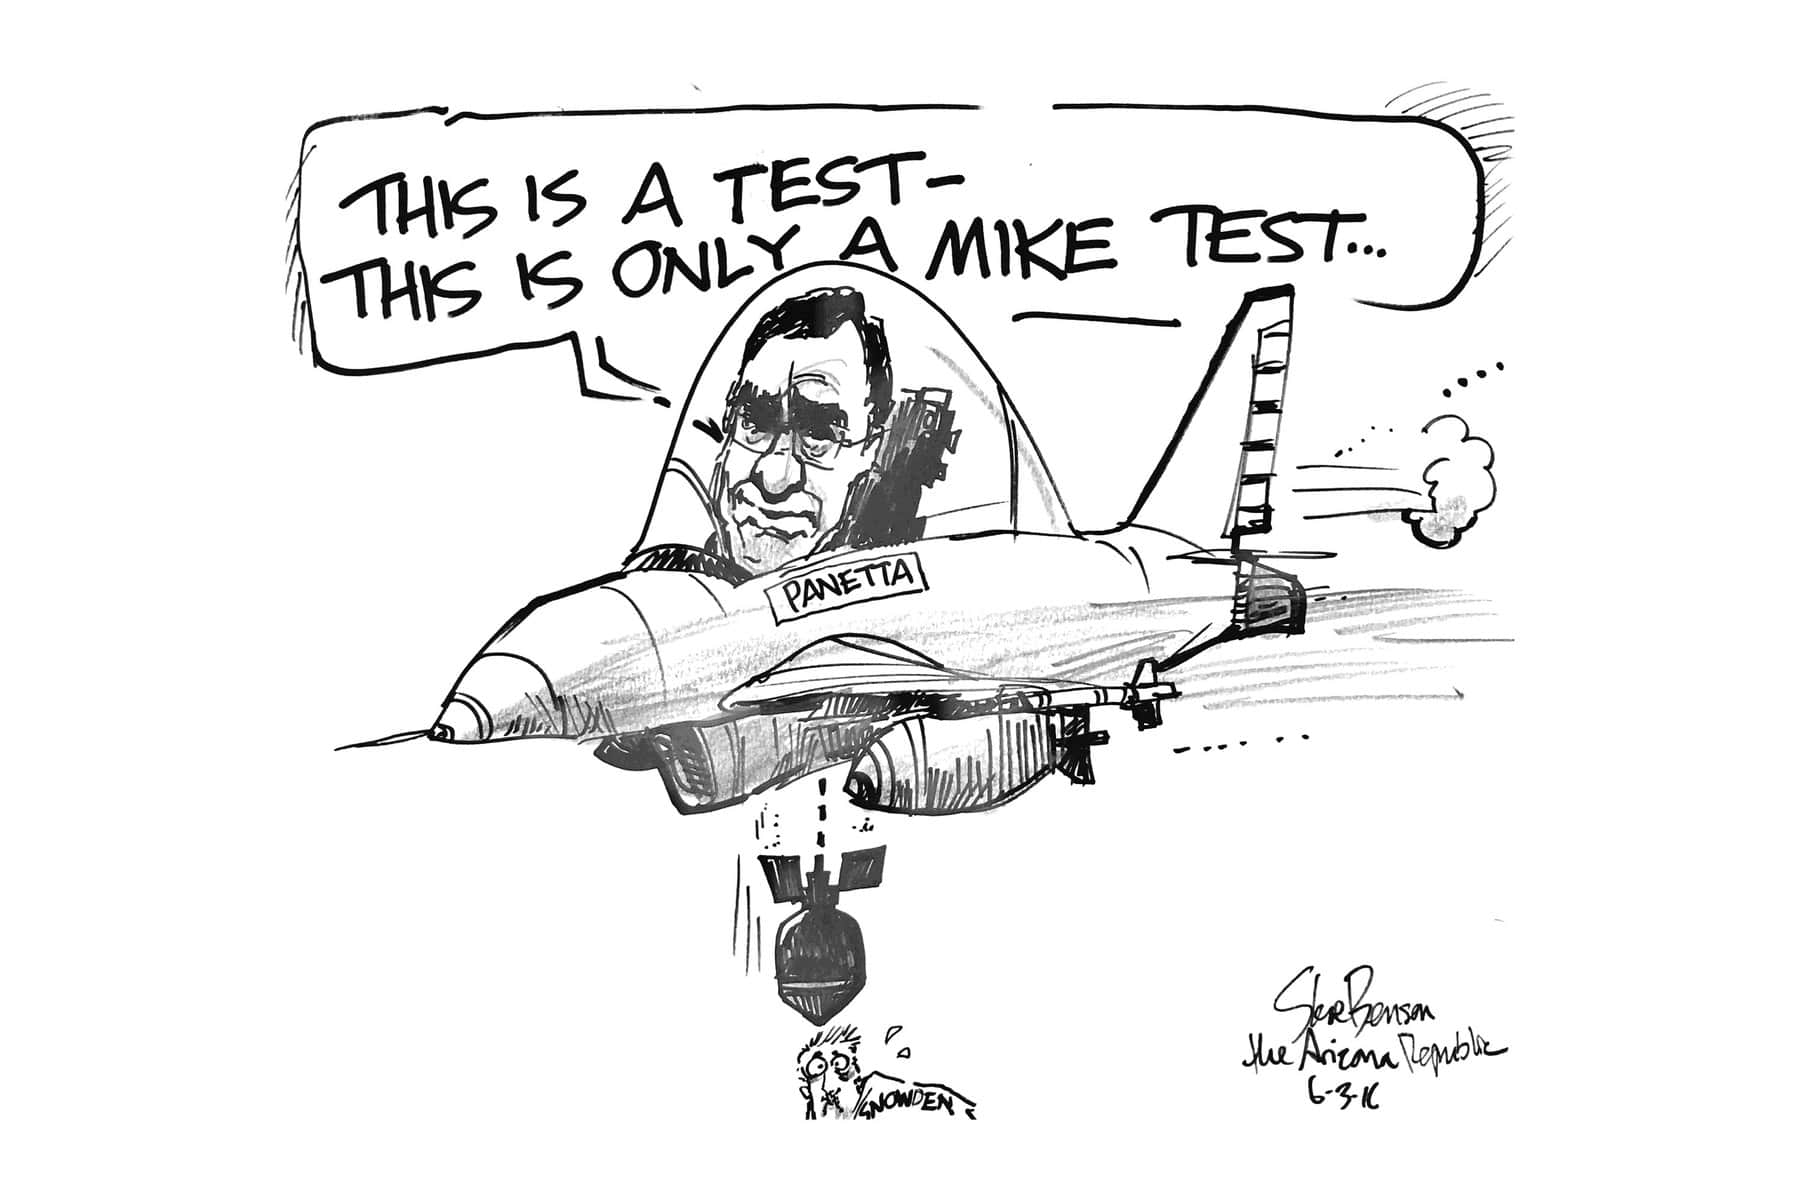 THIS IS A TEST-
THIS IS ONLY A MIKE TEST...
PANETTA
SNOWDEN
Steve Benson
the Arizona Republic
6-3-16